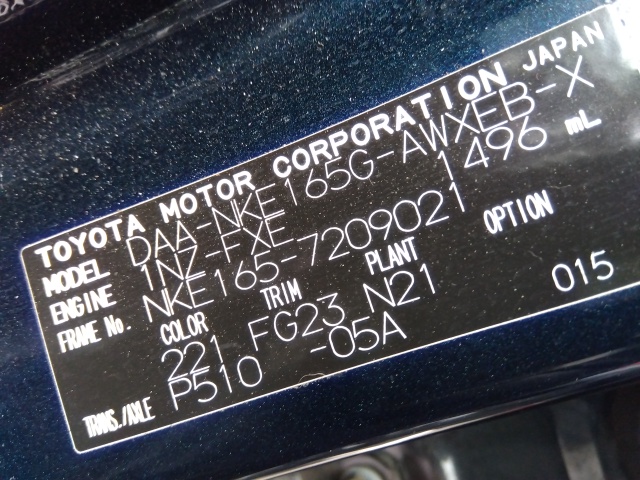 TOYOTA MOTOR CORPORATION JAPAN
MODEL DAA-NKE165G-AWXEB-X
ENGINE 1NZ-FXE 1496 mL
FRAME No. NKE165-7209021
COLOR TRIM PLANT OPTION
221 FG23 N21
TRANS./AXLE P510 -05A 015